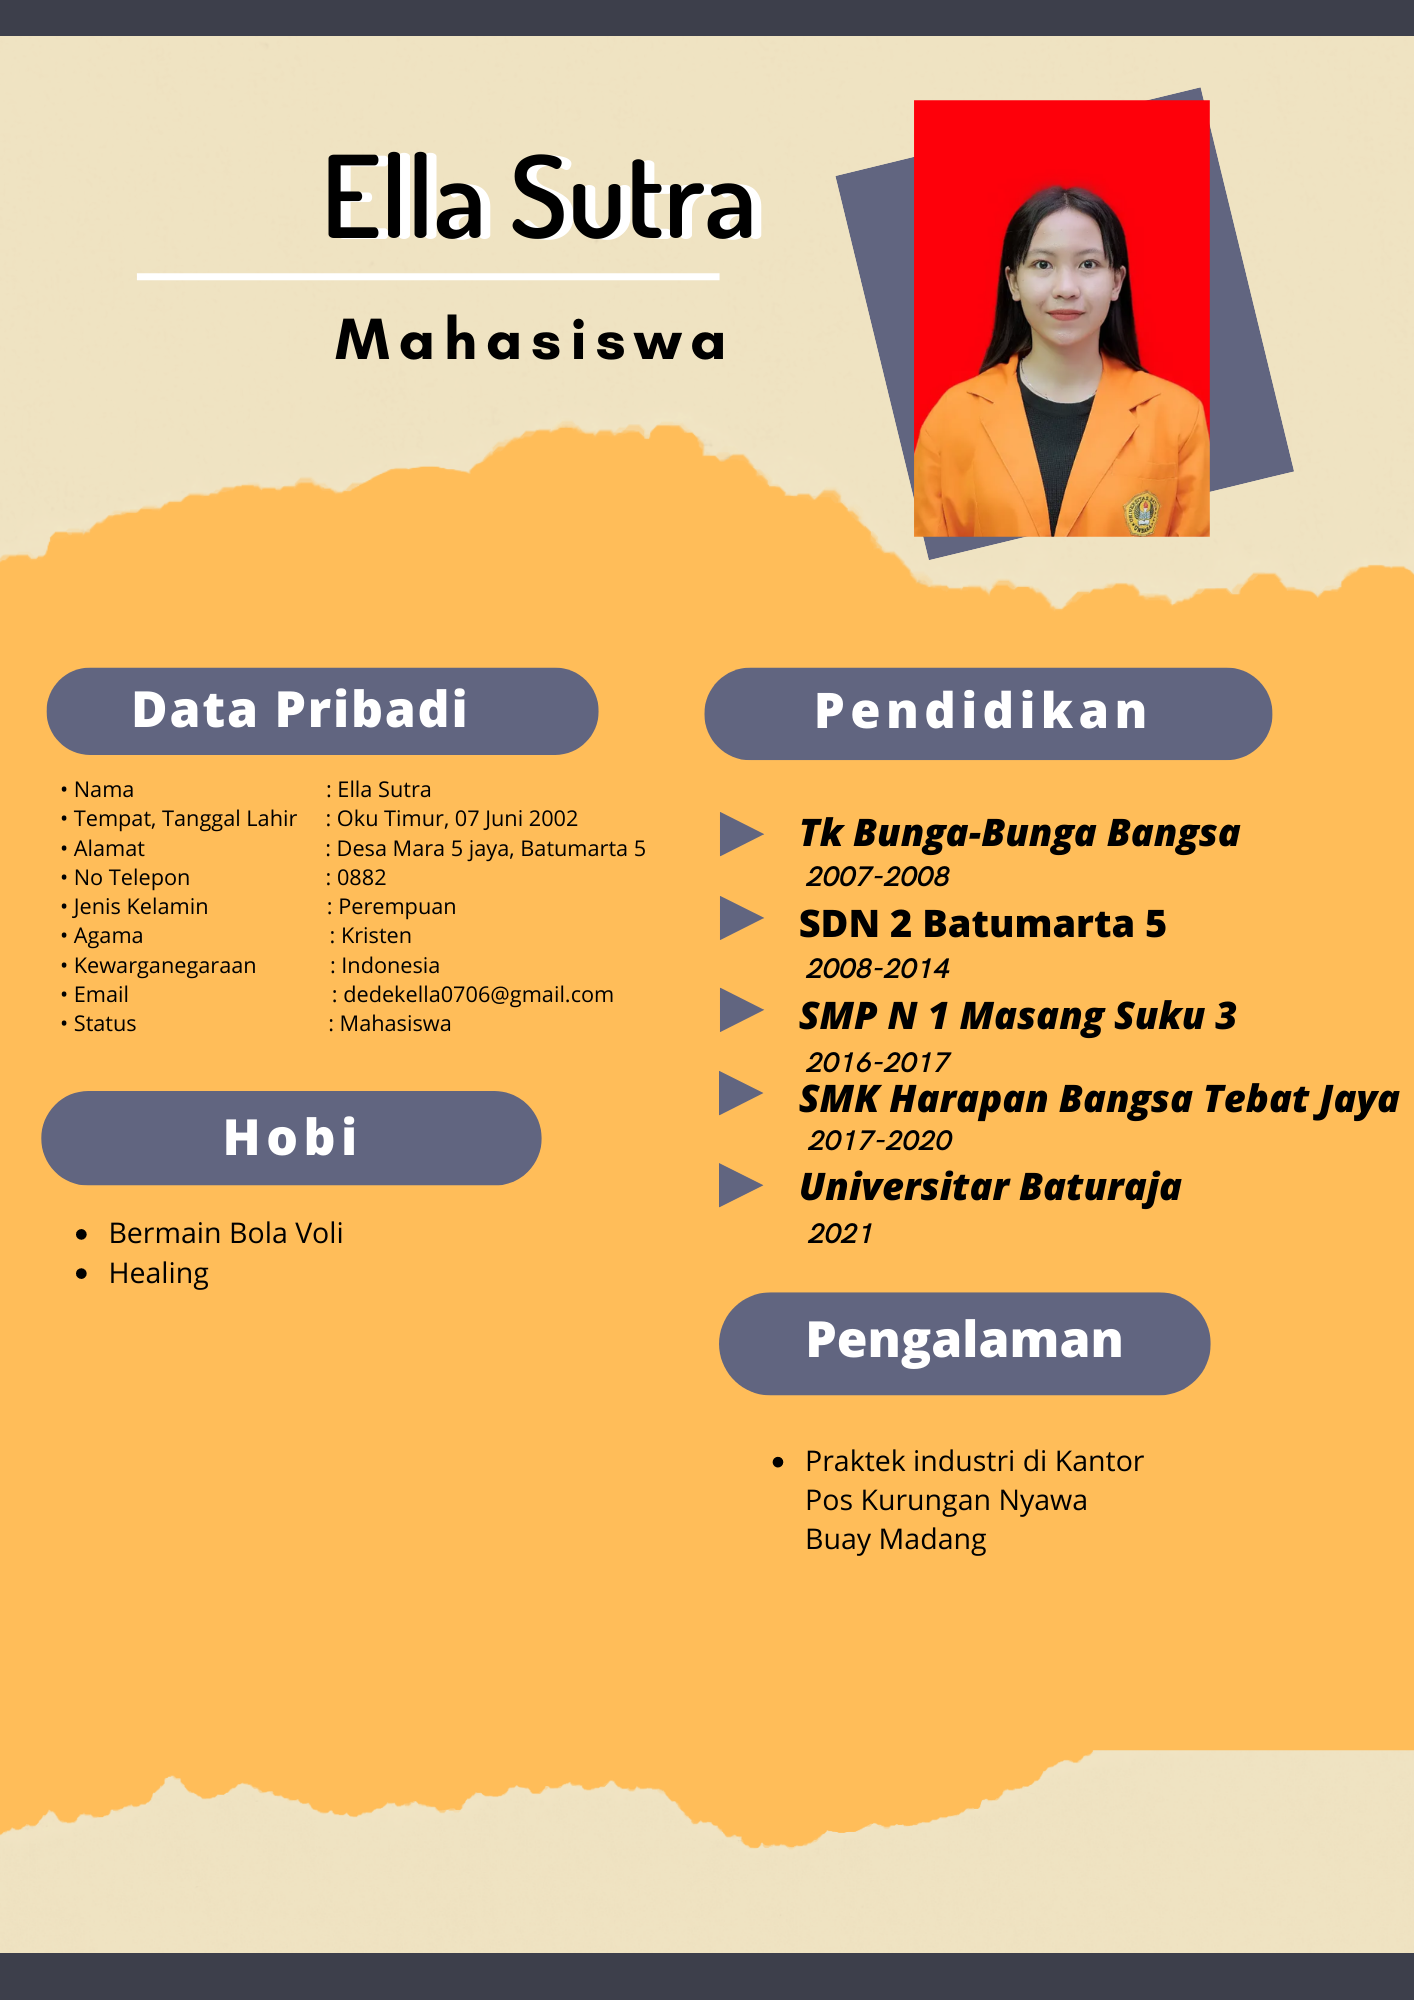 Ella Sutra
Mahasiswa
Data Pribadi
• Nama : Ella Sutra
• Tempat, Tanggal Lahir : Oku Timur, 07 Juni 2002
• Alamat : Desa Mara 5 jaya, Batumarta 5
• No Telepon : 0882
• Jenis Kelamin : Perempuan
• Agama : Kristen
• Kewarganegaraan : Indonesia
• Email : dedekella0706@gmail.com
• Status : Mahasiswa
Hobi
• Bermain Bola Voli
• Healing
Pendidikan
Tk Bunga-Bunga Bangsa
2007-2008
SDN 2 Batumarta 5
2008-2014
SMP N 1 Masang Suku 3
2016-2017
SMK Harapan Bangsa Tebat Jaya
2017-2020
Universitar Baturaja
2021
Pengalaman
• Praktek industri di Kantor
Pos Kurungan Nyawa
Buay Madang